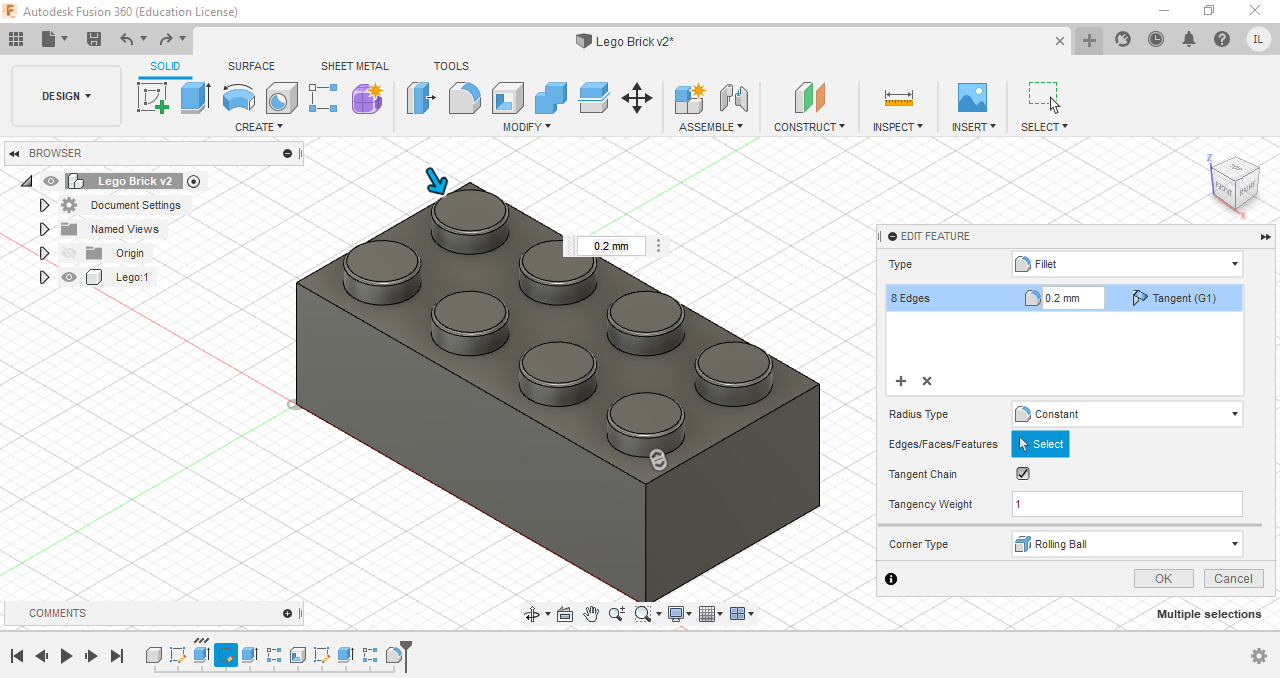 Autodesk Fusion 360 (Education License)
Lego Brick v2*
IL
DESIGN
SOLID SURFACE SHEET METAL TOOLS
CREATE MODIFY ASSEMBLE CONSTRUCT INSPECT INSERT SELECT
BROWSER
Lego Brick v2
Document Settings
Named Views
Origin
Lego:1
0.2 mm
Z
TOP
FRONT RIGHT
X
EDIT FEATURE
Type Fillet
8 Edges 0.2 mm Tangent (G1)
Radius Type Constant
Edges/Faces/Features Select
Tangent Chain
Tangency Weight 1
Corner Type Rolling Ball
OK Cancel
COMMENTS
Multiple selections